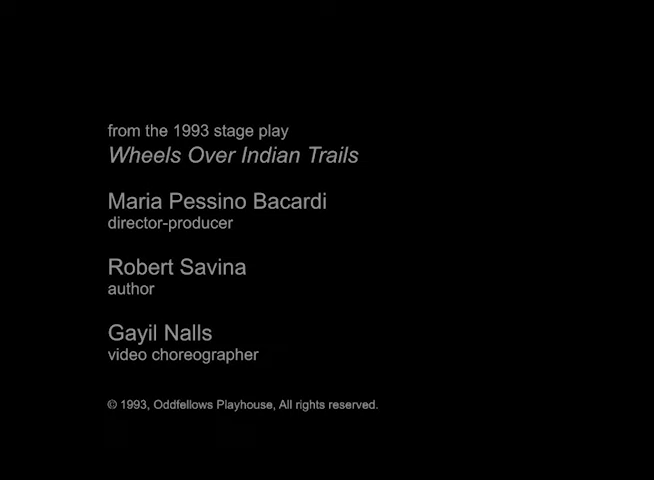 from the 1993 stage play
Wheels Over Indian Trails
Maria Pessino Bacardi
director-producer
Robert Savina
author
Gayil Nalls
video choreographer
© 1993, Oddfellows Playhouse, All rights reserved.